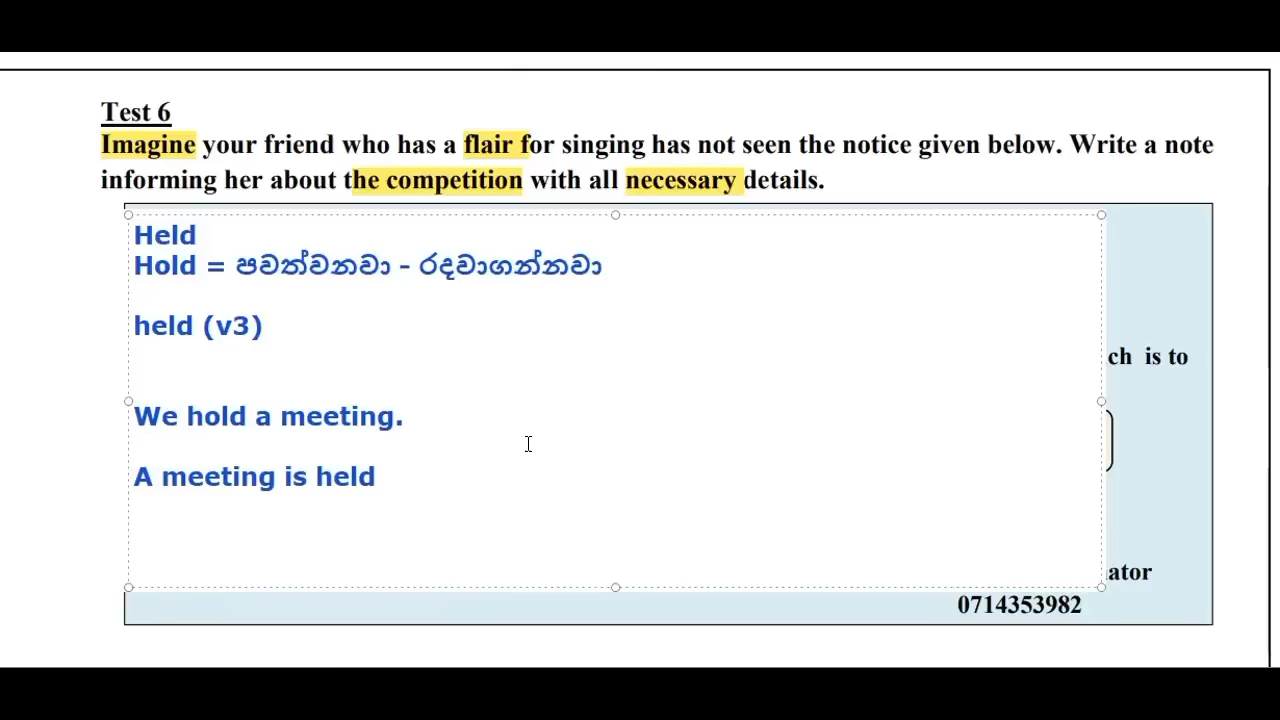 Test 6
Imagine your friend who has a flair for singing has not seen the notice given below. Write a note
informing her about the competition with all necessary details.
Held
Hold = පවත්වනවා - රඳවාගන්නවා
held (v3)
ch is to
We hold a meeting.
A meeting is held
ator
0714353982